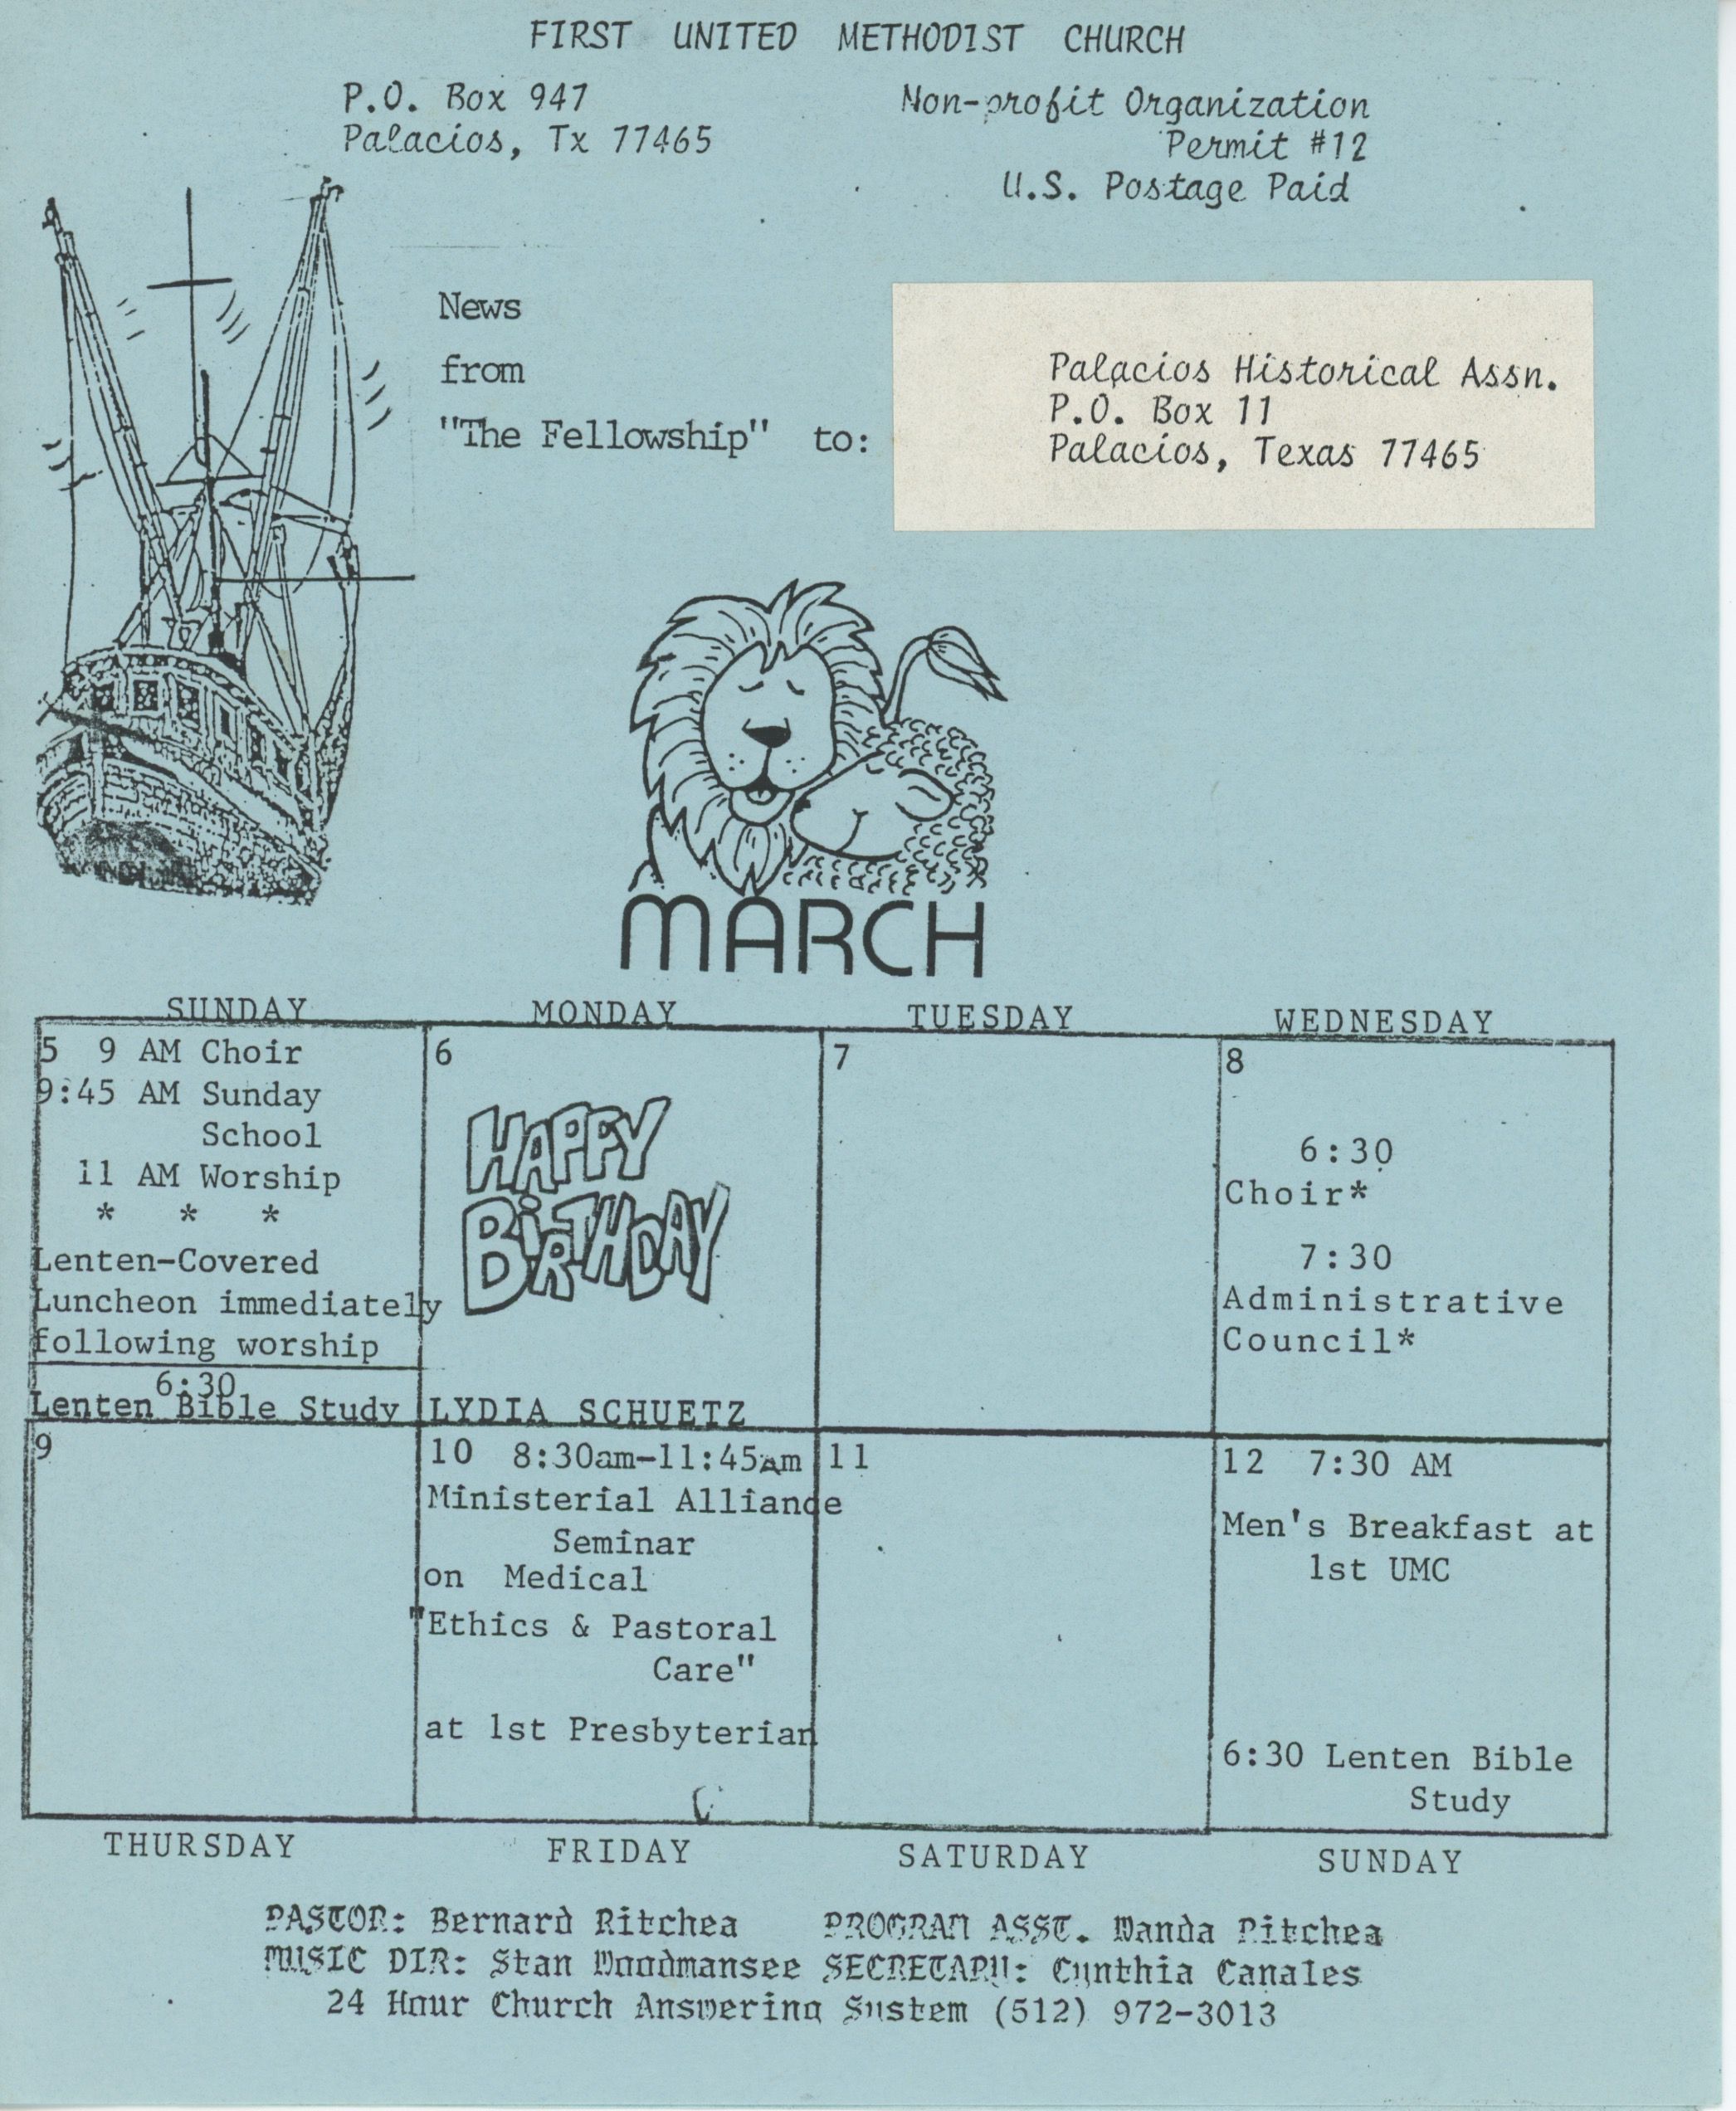 FIRST UNITED METHODIST CHURCH
P.O. Box 947
Palacios, Tx 77465
Non-profit Organization
Permit #12
U.S. Postage Paid
News
from
"The Fellowship" to:
Palacios Historical Assn.
P.O. Box 11
Palacios, Texas 77465
MARCH
SUNDAY MONDAY TUESDAY WEDNESDAY
5 9 AM Choir
9:45 AM Sunday
School
11 AM Worship
* * *
Lenten-Covered
Luncheon immediately
following worship
6:30
Lenten Bible Study
6
HAPPY
BIRTHDAY
LYDIA SCHUETZ
7
8
6:30
Choir*
7:30
Administrative
Council*
9
10 8:30am-11:45am
Ministerial Alliance
Seminar
on Medical
"Ethics & Pastoral
Care"
at 1st Presbyterian
11
12 7:30 AM
Men's Breakfast at
1st UMC
6:30 Lenten Bible
Study
THURSDAY FRIDAY SATURDAY SUNDAY
PASTOR: Bernard Ritchea PROGRAM ASST. Wanda Ritchea
MUSIC DIR: Stan Woodmansee SECRETARY: Cynthia Canales
24 Hour Church Answering System (512) 972-3013